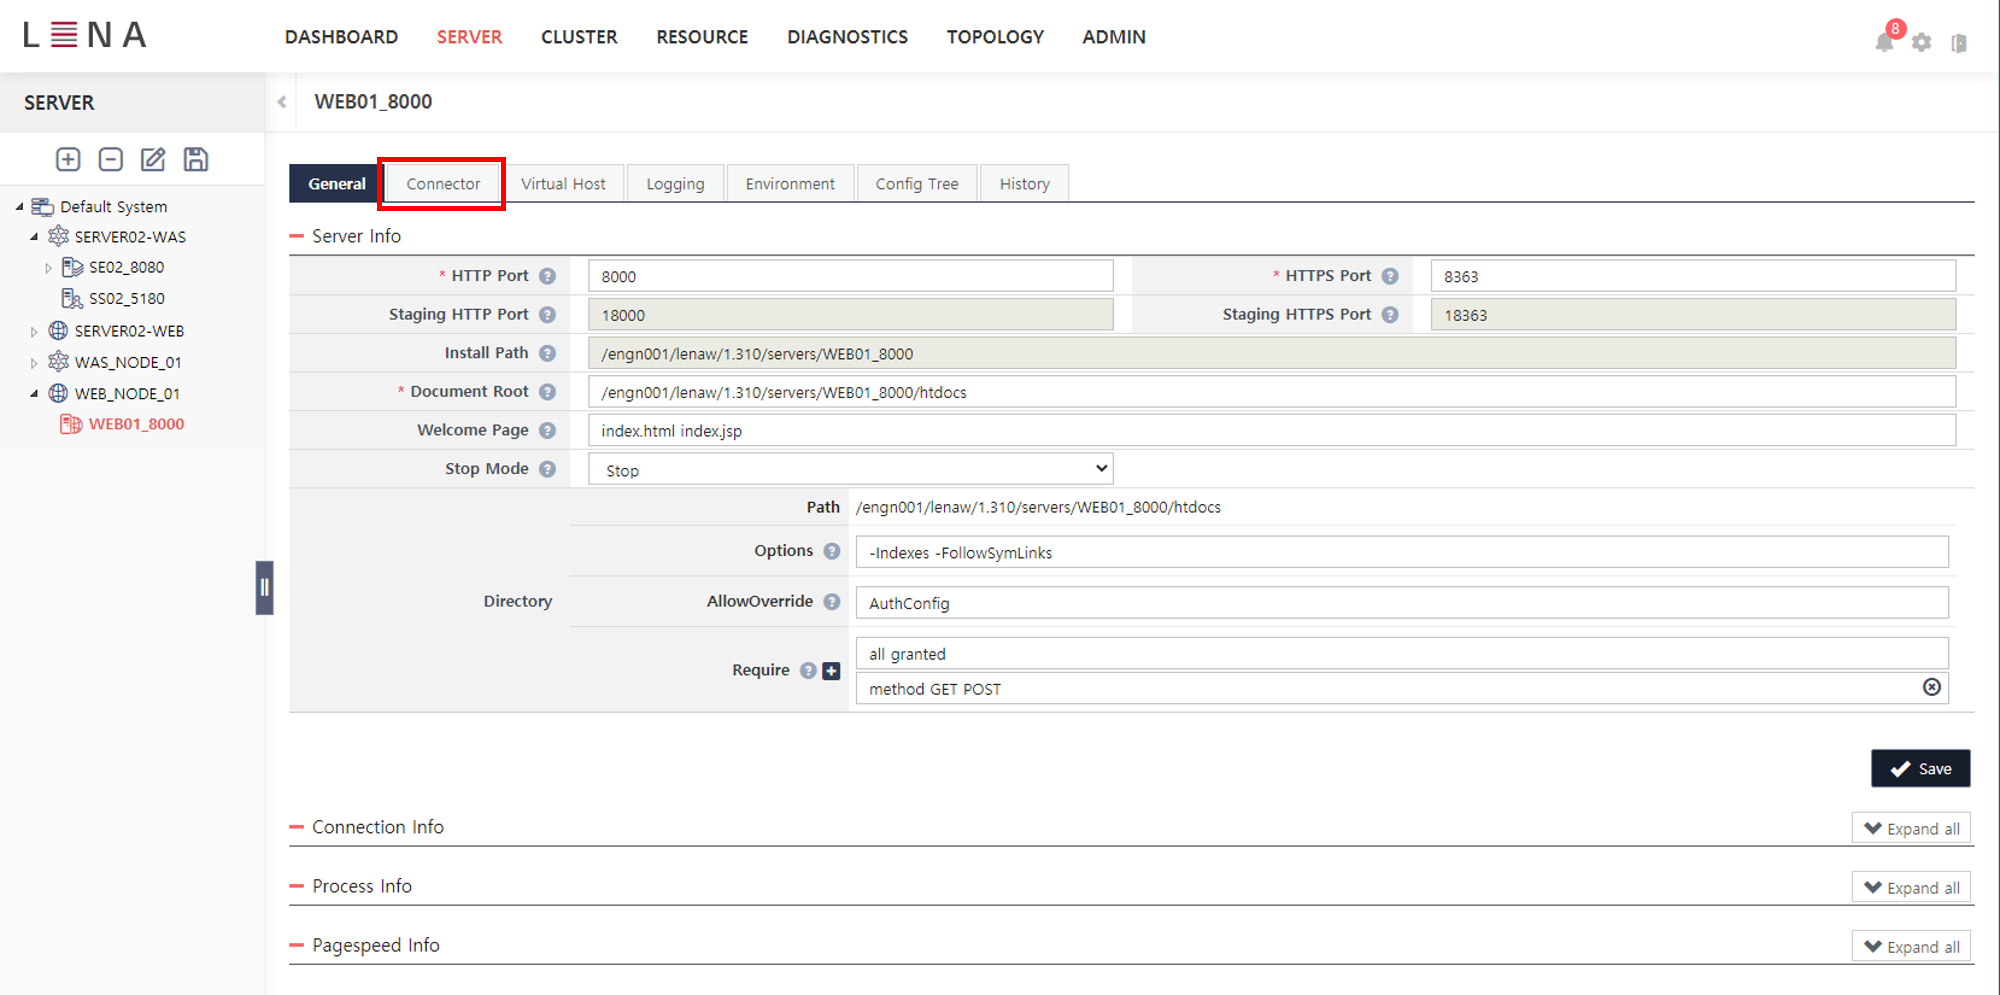 LENA
DASHBOARD SERVER CLUSTER RESOURCE DIAGNOSTICS TOPOLOGY ADMIN
8
SERVER
WEB01_8000
Default System
SERVER02-WAS
SE02_8080
SS02_5180
SERVER02-WEB
WAS_NODE_01
WEB_NODE_01
WEB01_8000
General Connector Virtual Host Logging Environment Config Tree History
Server Info
* HTTP Port ? 8000 * HTTPS Port ? 8363
Staging HTTP Port ? 18000 Staging HTTPS Port ? 18363
Install Path ? /engn001/lenaw/1.310/servers/WEB01_8000
* Document Root ? /engn001/lenaw/1.310/servers/WEB01_8000/htdocs
Welcome Page ? index.html index.jsp
Stop Mode ? Stop
Path /engn001/lenaw/1.310/servers/WEB01_8000/htdocs
Options ? -Indexes -FollowSymLinks
Directory AllowOverride ? AuthConfig
Require ? all granted
method GET POST
Save
Connection Info Expand all
Process Info Expand all
Pagespeed Info Expand all